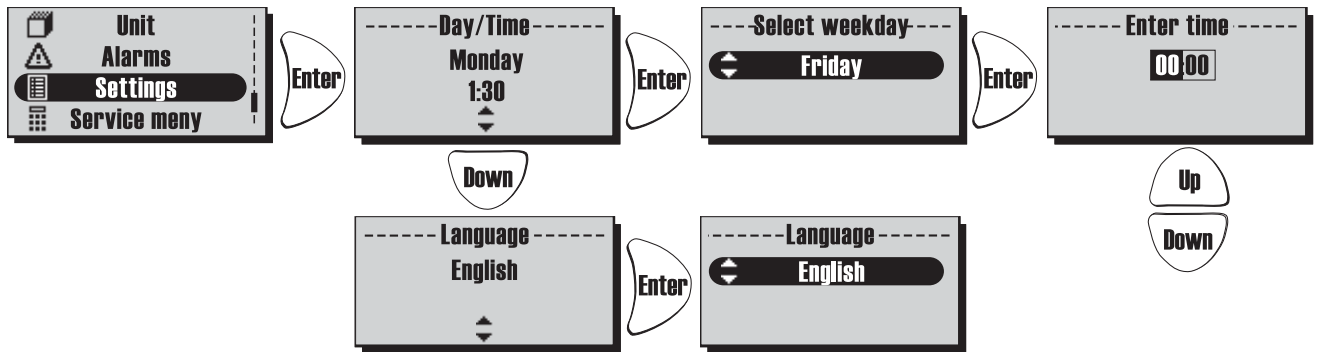 Unit
Alarms
Settings
Service meny
Enter
Day/Time
Monday
1:30
Enter
Select weekday
Friday
Enter
Enter time
00:00
Down
Up
Down
Language
English
Enter
Language
English